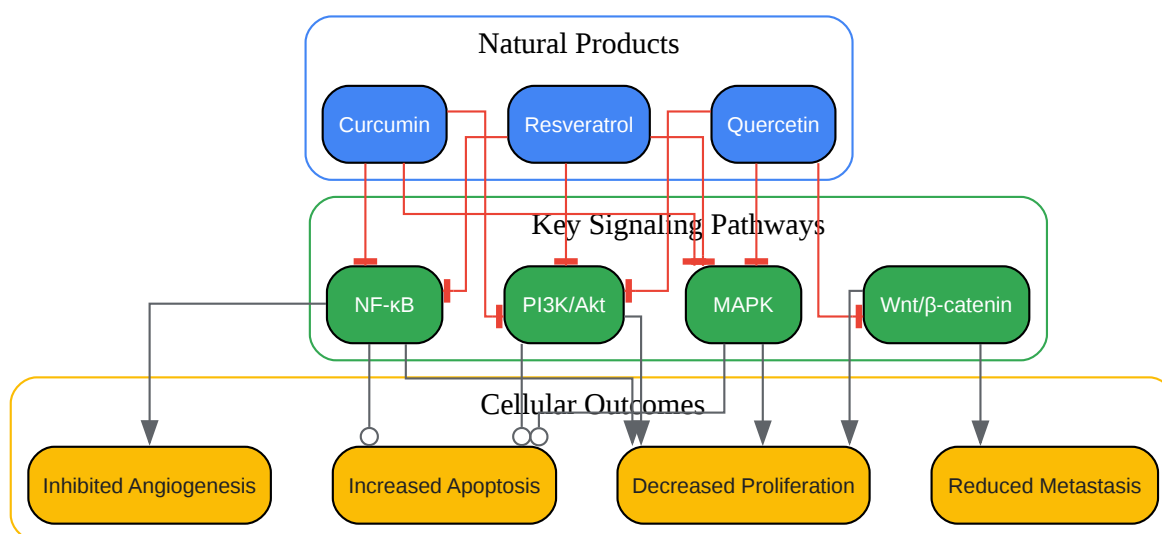 Natural Products
Curcumin
Resveratrol
Quercetin
Key Signaling Pathways
NF-κB
PI3K/Akt
MAPK
Wnt/β-catenin
Cellular Outcomes
Inhibited Angiogenesis
Increased Apoptosis
Decreased Proliferation
Reduced Metastasis